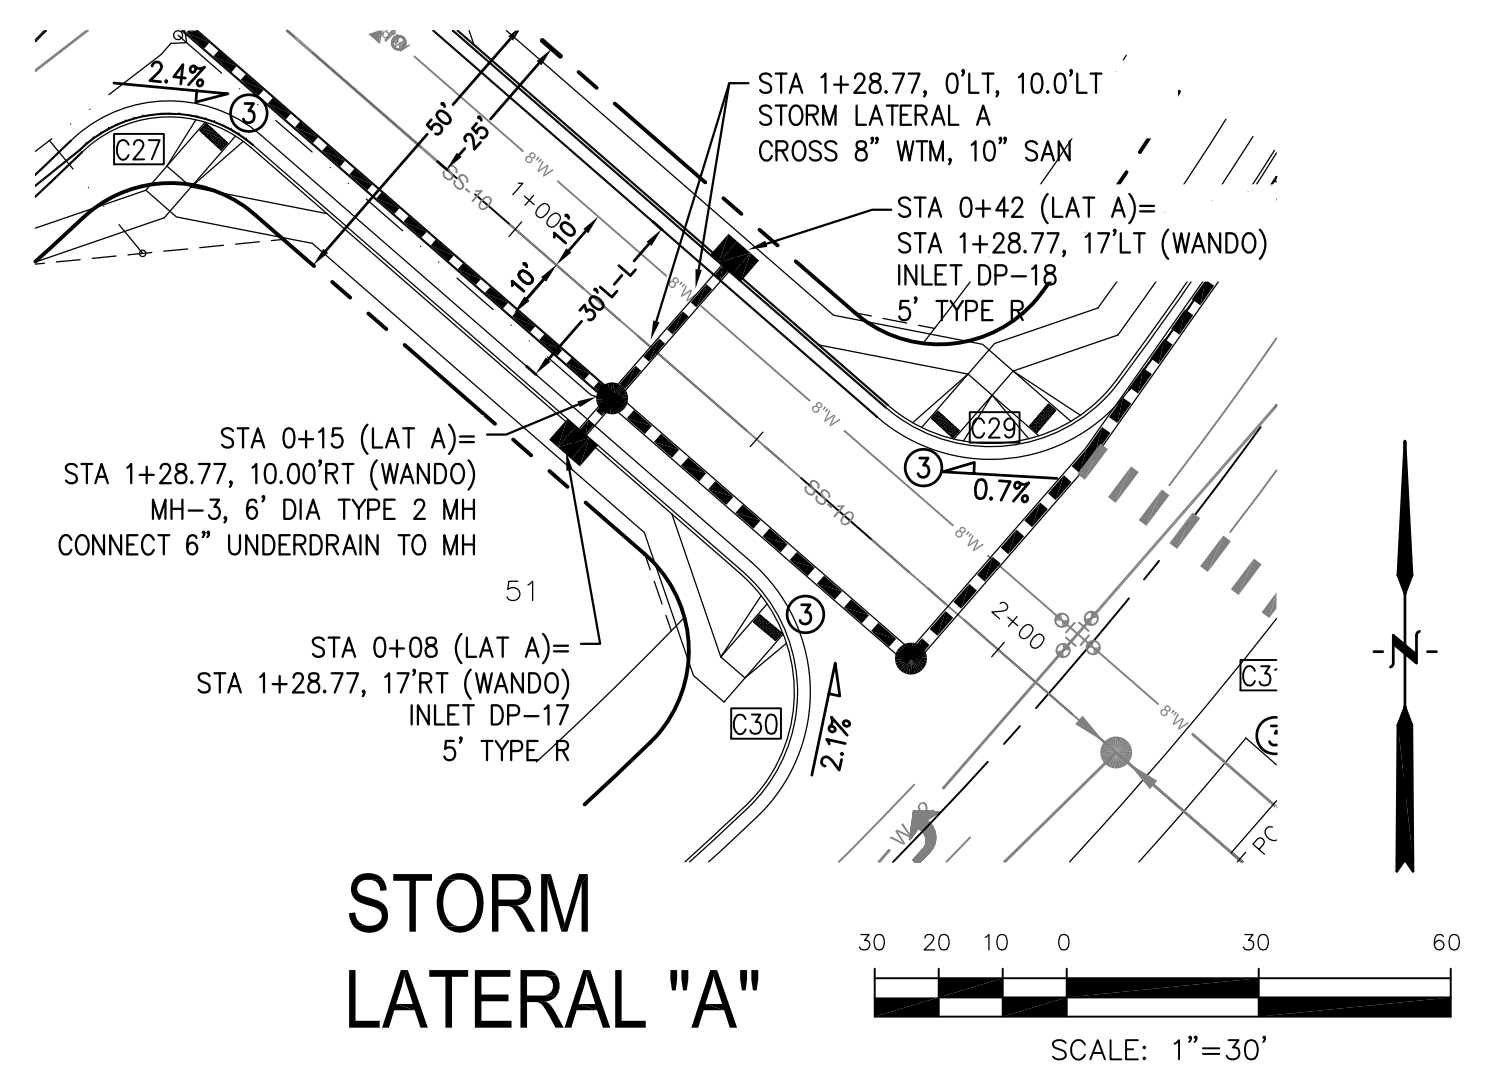 2.4%
3
C27
50'
25'
8"W
SS-10
1+00
10'
10'
30'L-L
8"W
STA 1+28.77, 0'LT, 10.0'LT
STORM LATERAL A
CROSS 8" WTM, 10" SAN
STA 0+42 (LAT A)=
STA 1+28.77, 17'LT (WANDO)
INLET DP-18
5' TYPE R
STA 0+15 (LAT A)=
STA 1+28.77, 10.00'RT (WANDO)
MH-3, 6' DIA TYPE 2 MH
CONNECT 6" UNDERDRAIN TO MH
8"W
C29
3
0.7%
SS-10
8"W
51
STA 0+08 (LAT A)=
STA 1+28.77, 17'RT (WANDO)
INLET DP-17
5' TYPE R
3
2+00
C30
2.1%
8"W
C31
3
W
PC
N
STORM
LATERAL "A"
30 20 10 0 30 60
SCALE: 1"=30'